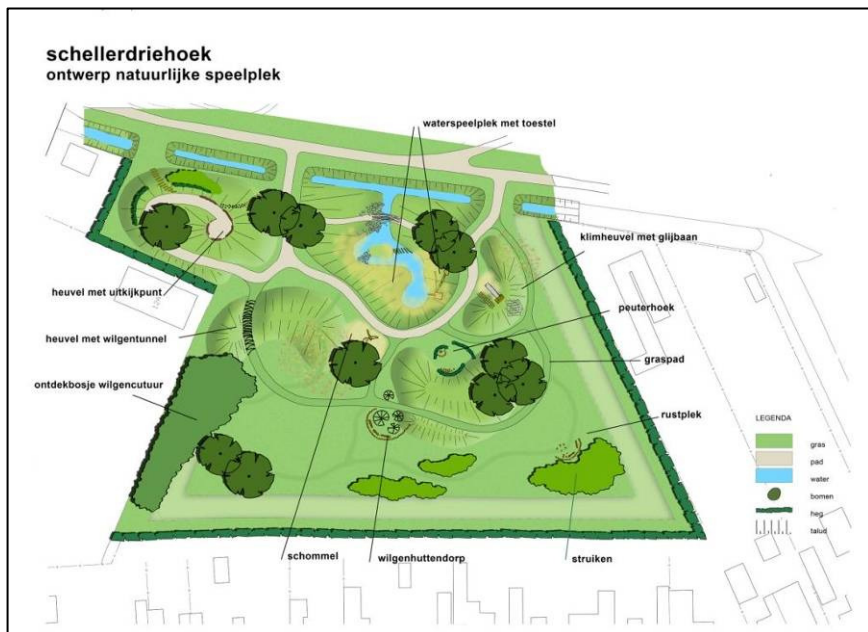 schellerdriehoek
ontwerp natuurlijke speelplek
waterspeelplek met toestel
klimheuvel met glijbaan
heuvel met uitkijkpunt
peuterhoek
heuvel met wilgentunnel
graspad
ontdekbosje wilgencutuur
rustplek
LEGENDA
gras
pad
water
bomen
heg
talud
schommel
wilgenhuttendorp
struiken